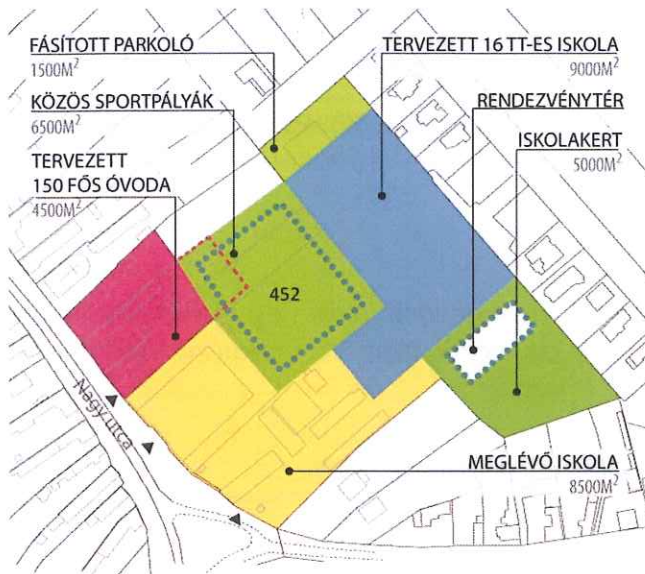 FÁSÍTOTT PARKOLÓ
1500M²
KÖZÖS SPORTPÁLYÁK
6500M²
TERVEZETT
150 FŐS ÓVODA
4500M²
TERVEZETT 16 TT-ES ISKOLA
9000M²
RENDEZVÉNYTÉR
ISKOLAKERT
5000M²
452
Nagy utca
MEGLÉVŐ ISKOLA
8500M²